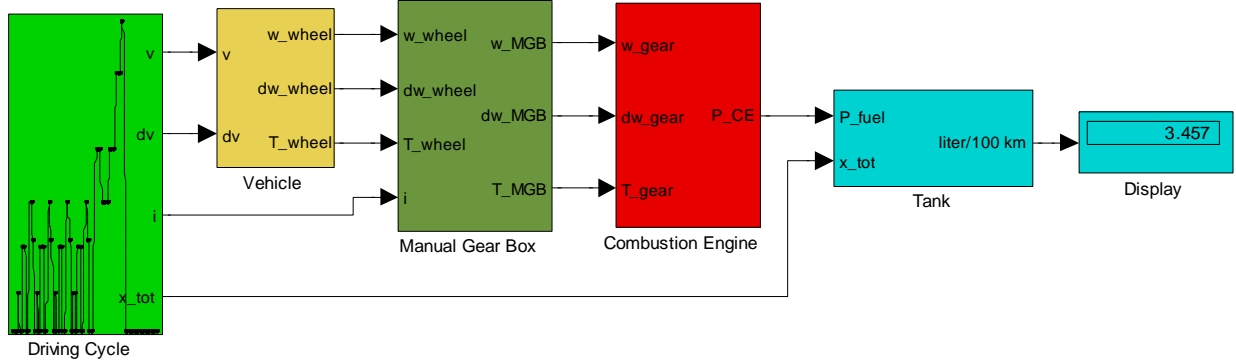 v
dv
i
x_tot
Driving Cycle
v
dv
w_wheel
dw_wheel
T_wheel
Vehicle
w_wheel
dw_wheel
T_wheel
i
w_MGB
dw_MGB
T_MGB
Manual Gear Box
w_gear
dw_gear
T_gear
P_CE
Combustion Engine
P_fuel
x_tot
liter/100 km
Tank
3.457
Display